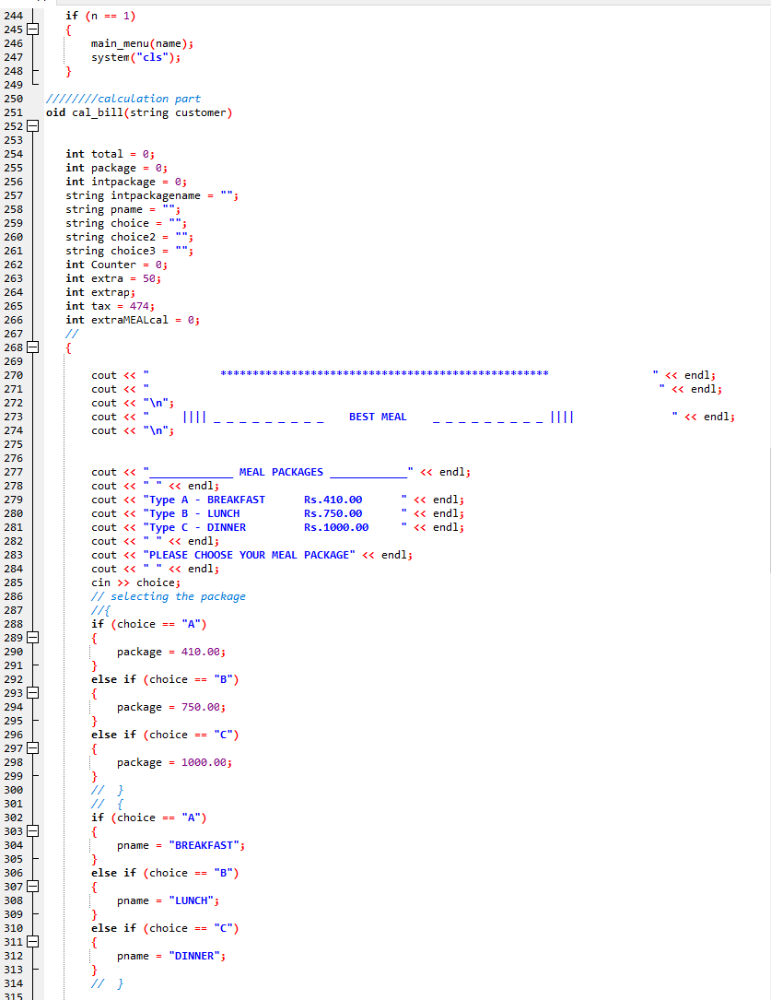 244 if (n == 1)
245 {
246 main_menu(name);
247 system("cls");
248 }
249
250 ////////calculation part
251 oid cal_bill(string customer)
252
253
254 int total = 0;
255 int package = 0;
256 int intpackage = 0;
257 string intpackagename = "";
258 string pname = "";
259 string choice = "";
260 string choice2 = "";
261 string choice3 = "";
262 int Counter = 0;
263 int extra = 50;
264 int extrap;
265 int tax = 474;
266 int extraMEALcal = 0;
267 //
268 {
269
270 cout << " *************************************************** " << endl;
271 cout << " " << endl;
272 cout << "\n";
273 cout << " |||| _ _ _ _ _ _ _ _ _ BEST MEAL _ _ _ _ _ _ _ _ _ |||| " << endl;
274 cout << "\n";
275
276
277 cout << "_____________ MEAL PACKAGES ____________" << endl;
278 cout << " " << endl;
279 cout << "Type A - BREAKFAST Rs.410.00 " << endl;
280 cout << "Type B - LUNCH Rs.750.00 " << endl;
281 cout << "Type C - DINNER Rs.1000.00 " << endl;
282 cout << " " << endl;
283 cout << "PLEASE CHOOSE YOUR MEAL PACKAGE" << endl;
284 cout << " " << endl;
285 cin >> choice;
286 // selecting the package
287 //{
288 if (choice == "A")
289 {
290 package = 410.00;
291 }
292 else if (choice == "B")
293 {
294 package = 750.00;
295 }
296 else if (choice == "C")
297 {
298 package = 1000.00;
299 }
300 // }
301 // {
302 if (choice == "A")
303 {
304 pname = "BREAKFAST";
305 }
306 else if (choice == "B")
307 {
308 pname = "LUNCH";
309 }
310 else if (choice == "C")
311 {
312 pname = "DINNER";
313 }
314 // }
315